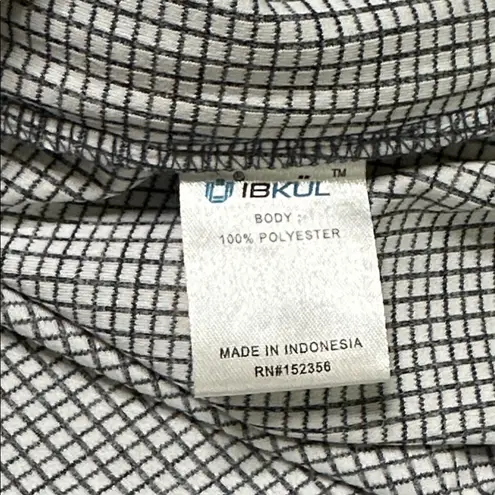 IBKÜL™
BODY :
100% POLYESTER
MADE IN INDONESIA
RN#152356